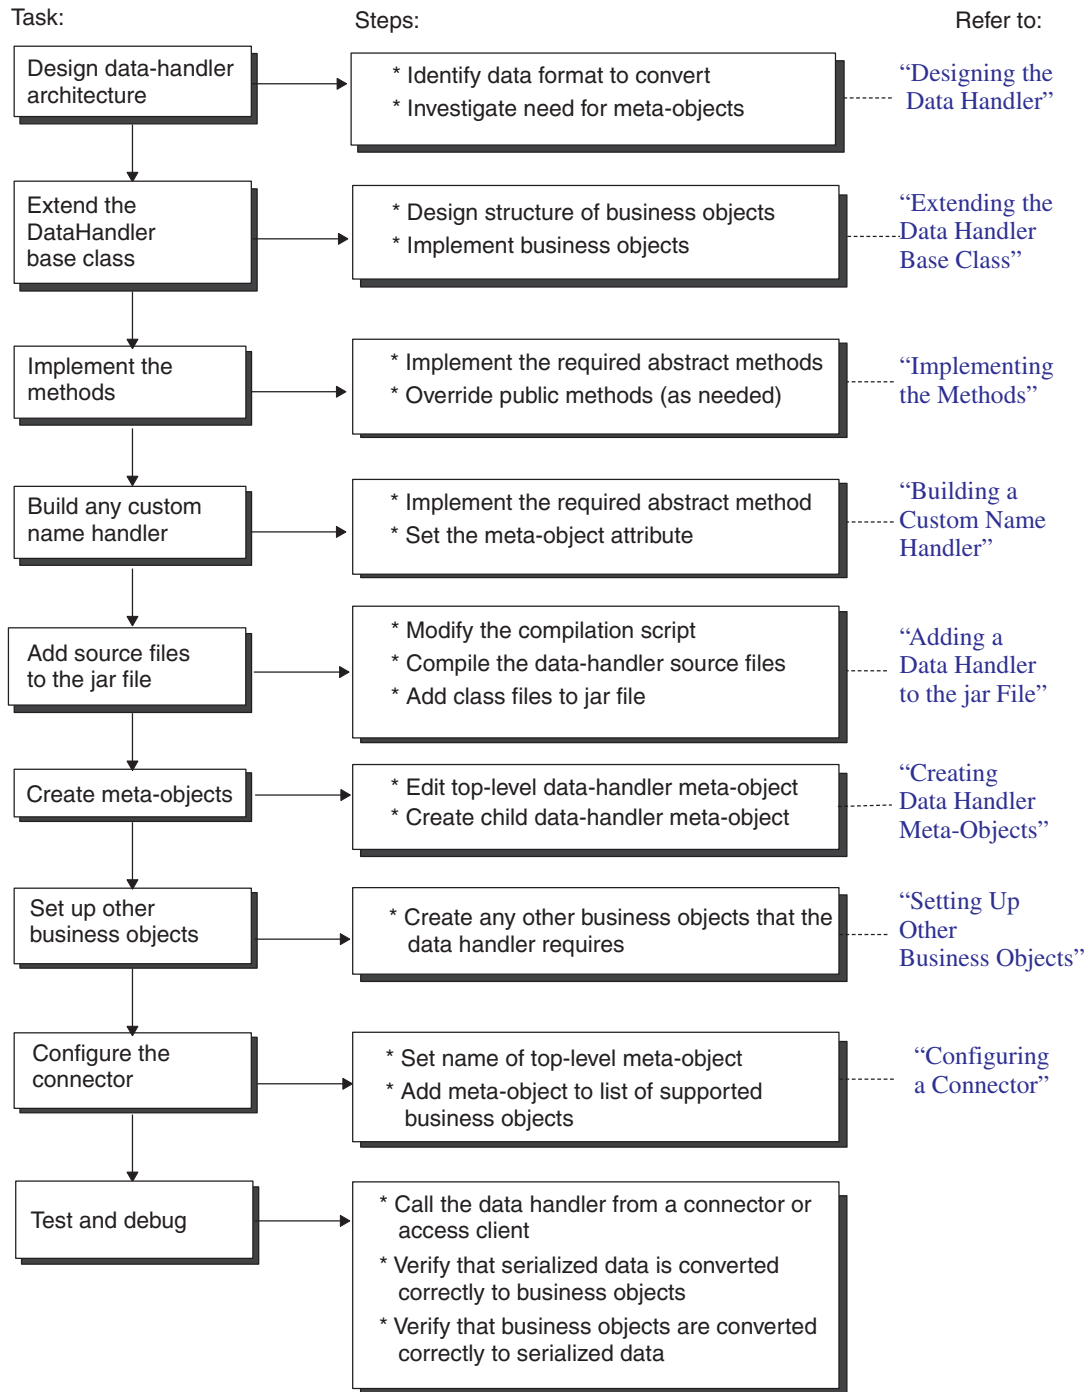 Task:
Steps:
Refer to:
Design data-handler
architecture
* Identify data format to convert
* Investigate need for meta-objects
“Designing the
Data Handler”
Extend the
DataHandler
base class
* Design structure of business objects
* Implement business objects
“Extending the
Data Handler
Base Class”
Implement the
methods
* Implement the required abstract methods
* Override public methods (as needed)
“Implementing
the Methods”
Build any custom
name handler
* Implement the required abstract method
* Set the meta-object attribute
“Building a
Custom Name
Handler”
Add source files
to the jar file
* Modify the compilation script
* Compile the data-handler source files
* Add class files to jar file
“Adding a
Data Handler
to the jar File”
Create meta-objects
* Edit top-level data-handler meta-object
* Create child data-handler meta-object
“Creating
Data Handler
Meta-Objects”
Set up other
business objects
* Create any other business objects that the
data handler requires
“Setting Up
Other
Business Objects”
Configure the
connector
* Set name of top-level meta-object
* Add meta-object to list of supported
business objects
“Configuring
a Connector”
Test and debug
* Call the data handler from a connector or
access client
* Verify that serialized data is converted
correctly to business objects
* Verify that business objects are converted
correctly to serialized data